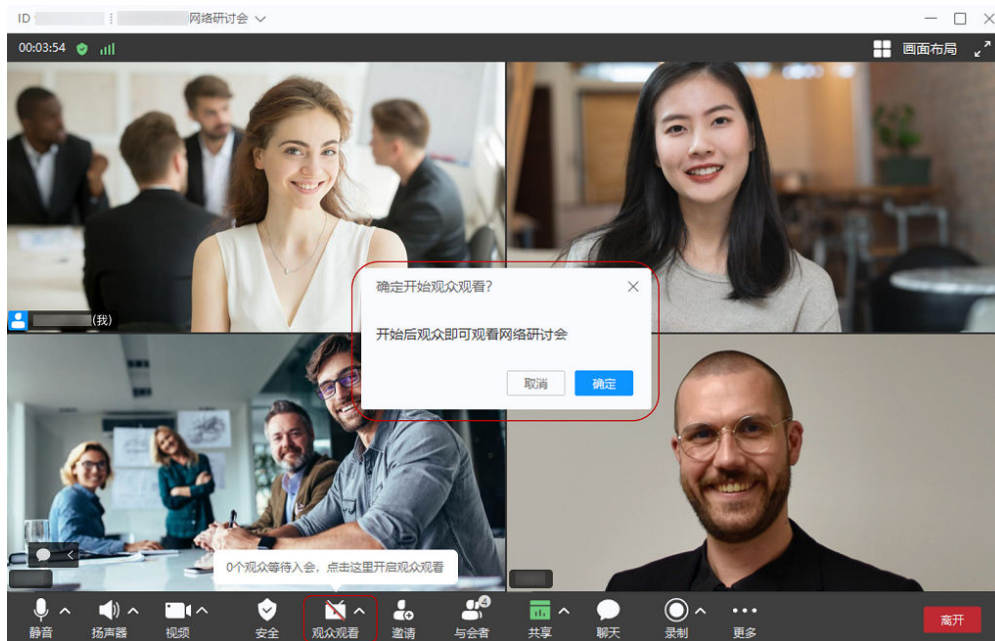 ID
网络研讨会
00:03:54
画面布局
确定开始观众观看?
开始后观众即可观看网络研讨会
取消
确定
(我)
0个观众等待入会，点击这里开启观众观看
4
静音
扬声器
视频
安全
观众观看
邀请
与会者
共享
聊天
录制
更多
离开